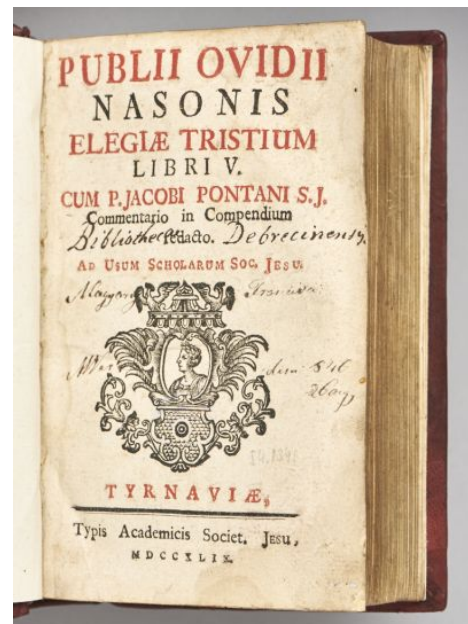 PUBLII OVIDII
NASONIS
ELEGIÆ TRISTIUM
LIBRI V.
CUM P. JACOBI PONTANI S.J.
Commentario in Compendium
redacto.
Debrecinensis
AD USUM SCHOLARUM SOC. JESU.
TYRNAVIÆ,
Typis Academicis Societ. JESU,
MDCCXLIX.